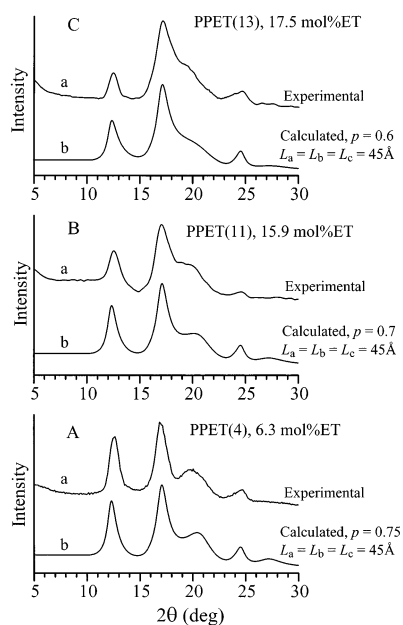 C
PPET(13), 17.5 mol%ET
a
Experimental
Calculated, p = 0.6
b
La = Lb = Lc = 45Å
Intensity
5 10 15 20 25 30
B
PPET(11), 15.9 mol%ET
a
Experimental
Calculated, p = 0.7
b
La = Lb = Lc = 45Å
Intensity
5 10 15 20 25 30
A
PPET(4), 6.3 mol%ET
a
Experimental
Calculated, p = 0.75
b
La = Lb = Lc = 45Å
Intensity
5 10 15 20 25 30
2θ (deg)